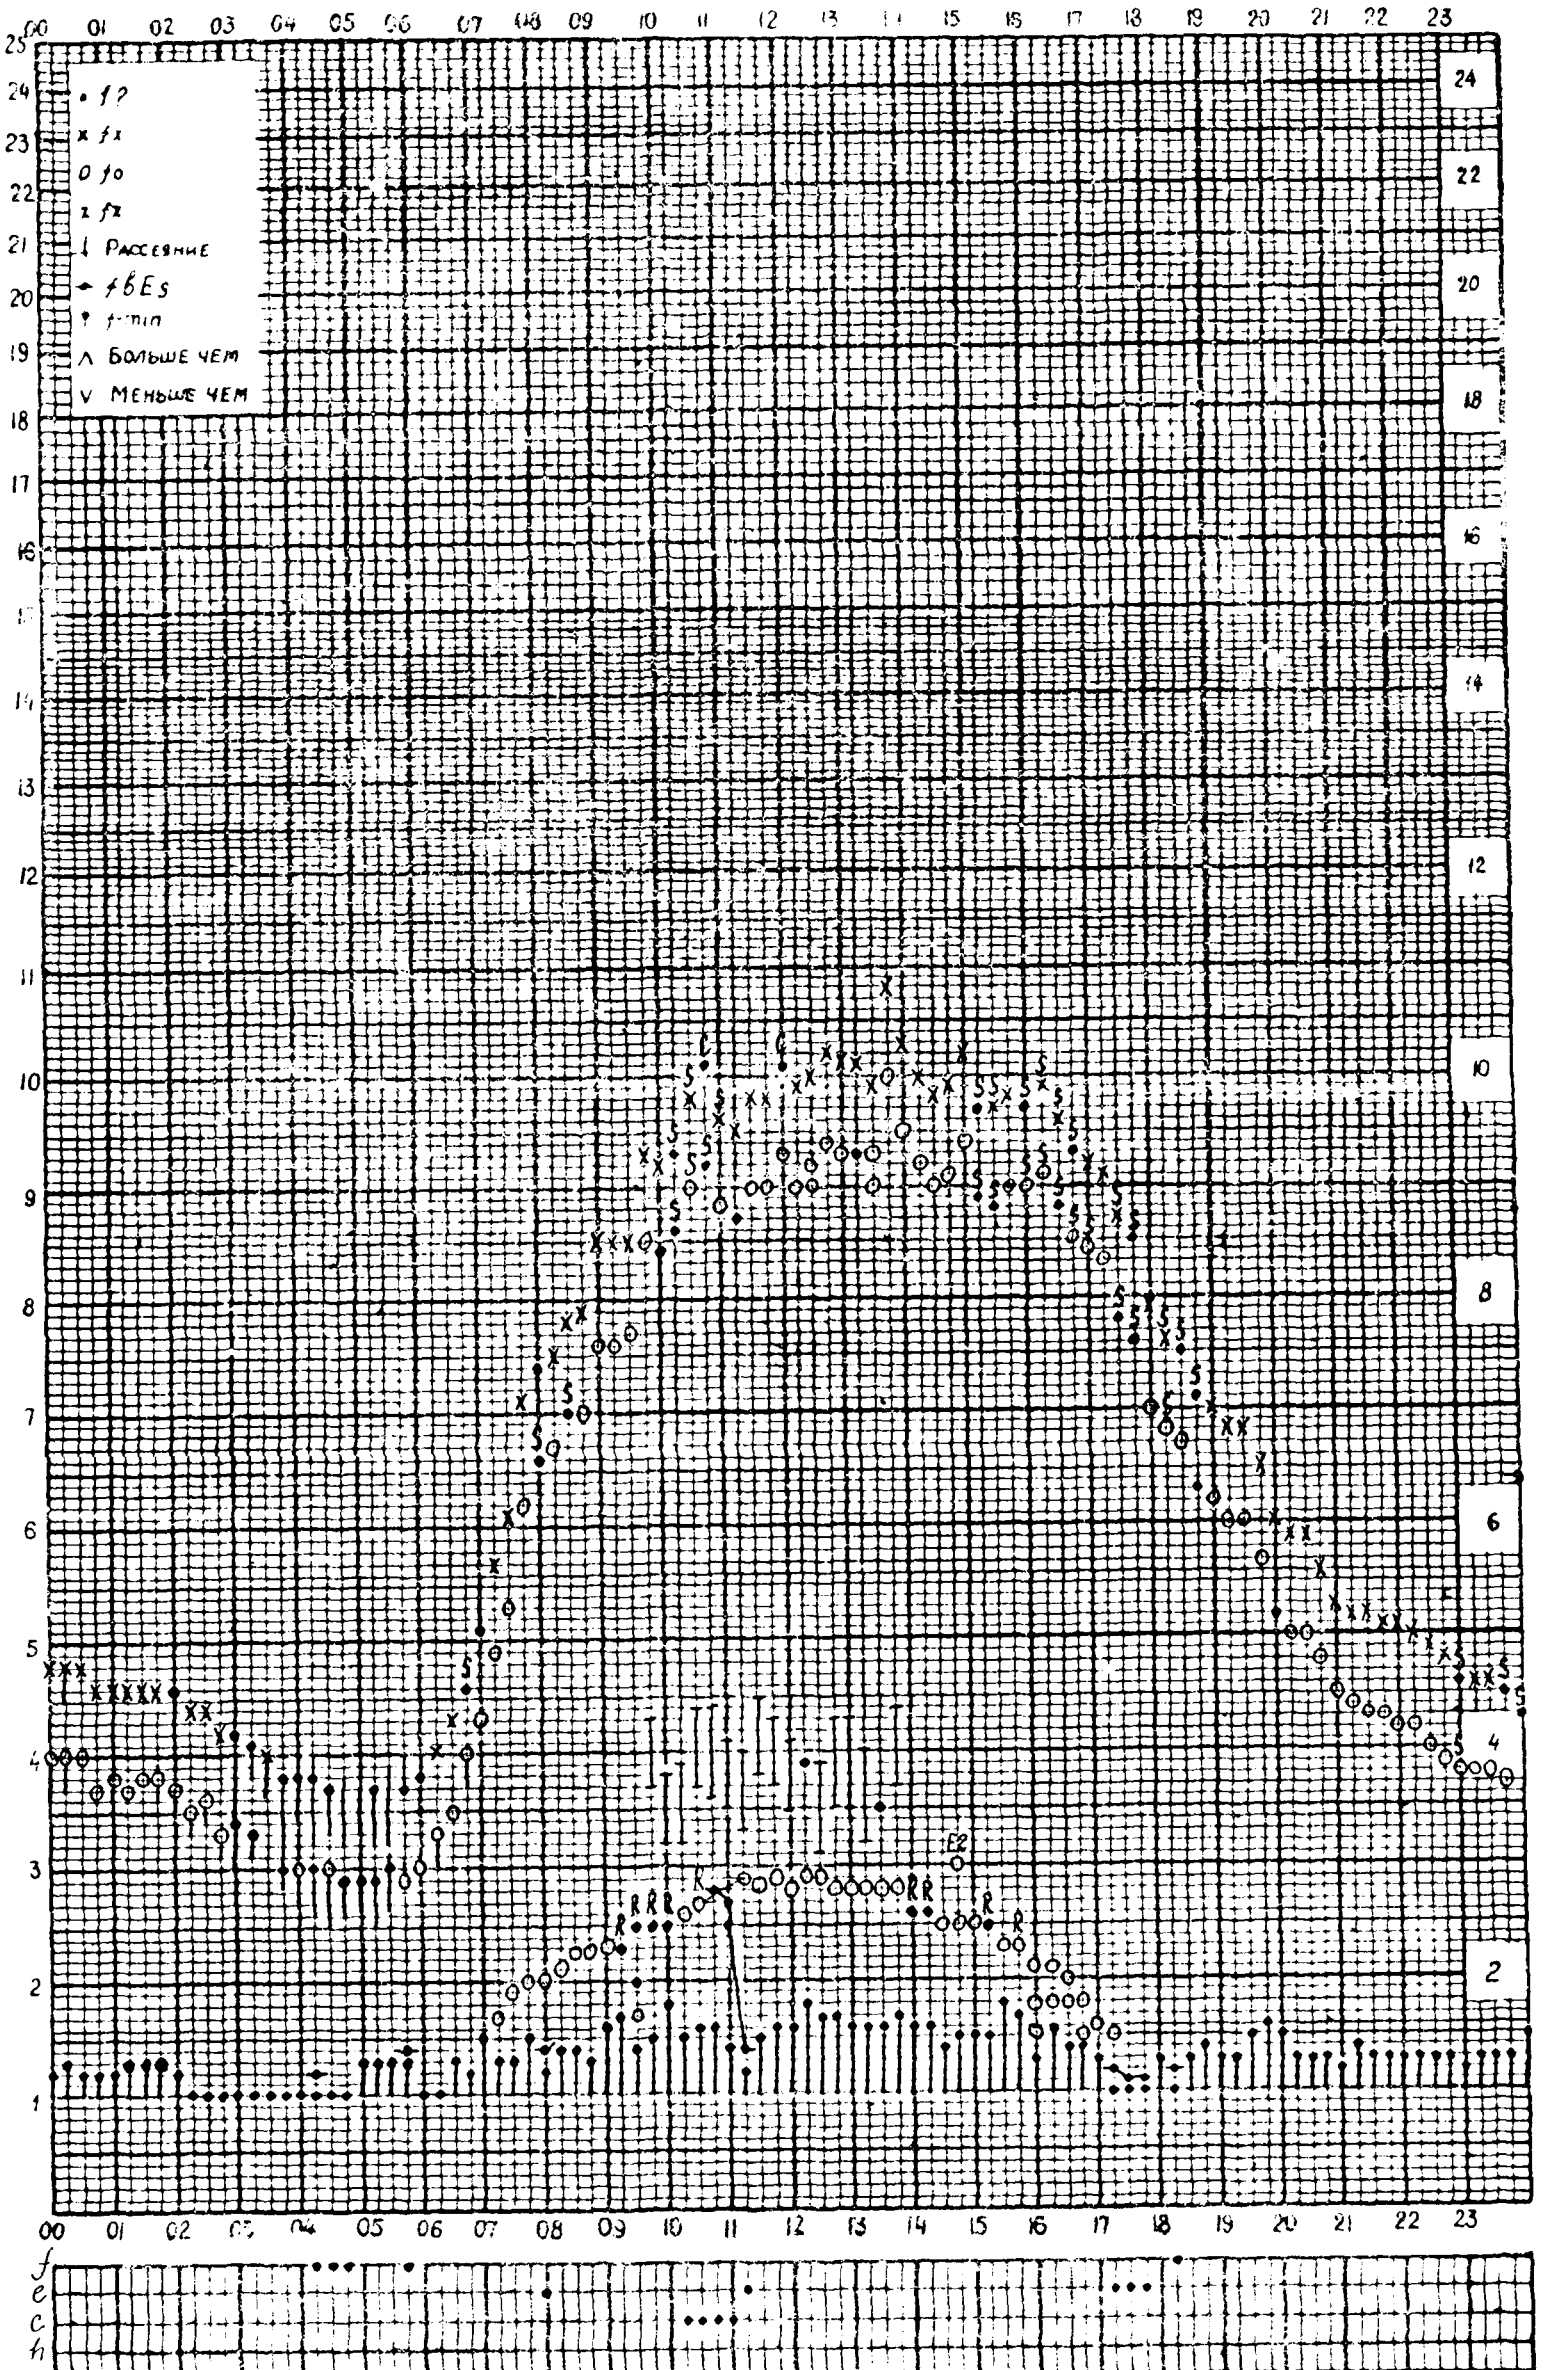 00 01 02 03 04 05 06 07 08 09 10 11 12 13 14 15 16 17 18 19 20 21 22 23
25
24 24
• f?
x fx
23
O fo
22 22
z fz
21
РАССЕЯНИЕ
fbEs
20 20
f-min
19
∧ БОЛЬШЕ ЧЕМ
∨ МЕНЬШЕ ЧЕМ
18 18
17
16 16
15
14 14
13
12 12
11
C C
10 10
S S S S S
S S S S
S S S S
9
S S S S S
8 8
S S S S
S
S
7
S
S
6 6
5
S
S S S
4 4
S
E2
3
R
R R R R R R
R R
2 2
1
00 01 02 03 04 05 06 07 08 09 10 11 12 13 14 15 16 17 18 19 20 21 22 23
f
e
c
h